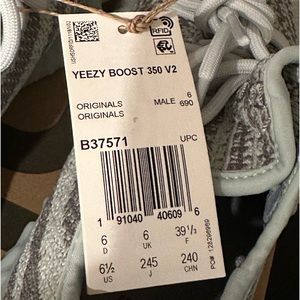 RFID
YEEZY BOOST 350 V2
ORIGINALS MALE 6
ORIGINALS 690
B37571 UPC
1 91040 40609 6
6 6 39⅓
D UK F
6½ 245 240
US J CHN